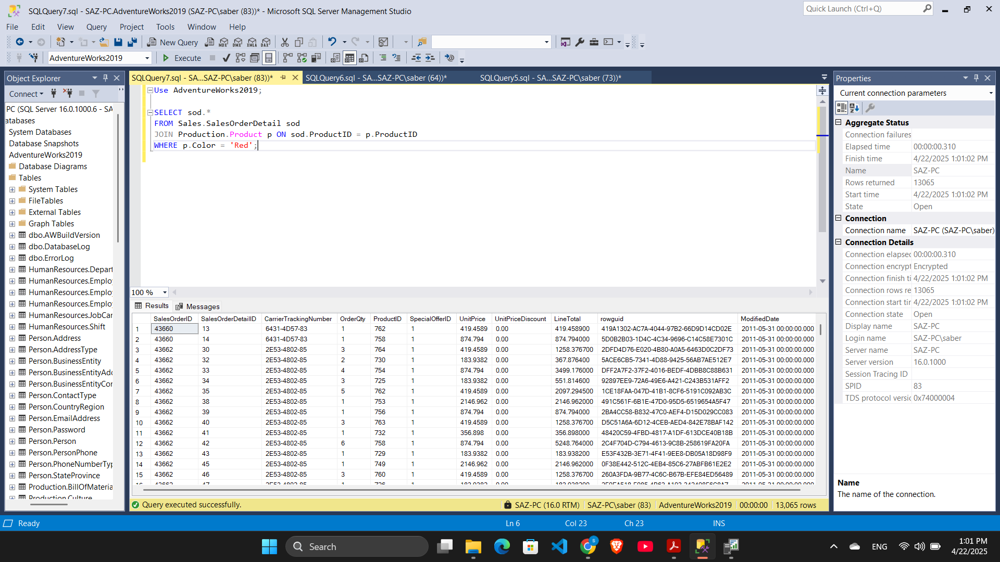 SQLQuery7.sql - SAZ-PC.AdventureWorks2019 (SAZ-PC\saber (83))* - Microsoft SQL Server Management Studio
Quick Launch (Ctrl+Q)
File Edit View Query Project Tools Window Help
New Query
MDX DMX XMLA DAX
AdventureWorks2019
Execute
Object Explorer
Connect
PC (SQL Server 16.0.1000.6 - SA
atabases
System Databases
Database Snapshots
AdventureWorks2019
Database Diagrams
Tables
System Tables
FileTables
External Tables
Graph Tables
dbo.AWBuildVersion
dbo.DatabaseLog
dbo.ErrorLog
HumanResources.Depart
HumanResources.Emplo
HumanResources.Emplo
HumanResources.Emplo
HumanResources.JobCar
HumanResources.Shift
Person.Address
Person.AddressType
Person.BusinessEntity
Person.BusinessEntityAdd
Person.BusinessEntityCor
Person.ContactType
Person.CountryRegion
Person.EmailAddress
Person.Password
Person.Person
Person.PersonPhone
Person.PhoneNumberTyp
Person.StateProvince
Production.BillOfMateria
Production.Culture
SQLQuery7.sql - SA...SAZ-PC\saber (83))* SQLQuery6.sql - SA...SAZ-PC\saber (64))* SQLQuery5.sql - SA...SAZ-PC\saber (73))*
Use AdventureWorks2019;
SELECT sod.*
FROM Sales.SalesOrderDetail sod
JOIN Production.Product p ON sod.ProductID = p.ProductID
WHERE p.Color = 'Red';
100 %
Results Messages
SalesOrderID SalesOrderDetailID CarrierTrackingNumber OrderQty ProductID SpecialOfferID UnitPrice UnitPriceDiscount LineTotal rowguid ModifiedDate
1 43660 13 6431-4D57-83 1 762 1 419.4589 0.00 419.458900 419A1302-AC7A-4044-97B2-66D9D14CD02E 2011-05-31 00:00:00.000
2 43660 14 6431-4D57-83 1 758 1 874.794 0.00 874.794000 5D0B2B03-1D4C-4C34-9696-C14C58E7301C 2011-05-31 00:00:00.000
3 43662 30 2E53-4802-85 3 764 1 419.4589 0.00 1258.376700 2DFD4D76-E020-4B80-A0A5-6463D0C2DF73 2011-05-31 00:00:00.000
4 43662 32 2E53-4802-85 2 730 1 183.9382 0.00 367.876400 5ACE6CB5-7341-4D88-9425-56AB7AE512E7 2011-05-31 00:00:00.000
5 43662 33 2E53-4802-85 4 754 1 874.794 0.00 3499.176000 DFF2A7F2-37F2-4016-BEDF-4DBB8C88B631 2011-05-31 00:00:00.000
6 43662 34 2E53-4802-85 3 725 1 183.9382 0.00 551.814600 92897EE9-72A6-49E6-A421-C243B531AFF2 2011-05-31 00:00:00.000
7 43662 35 2E53-4802-85 5 762 1 419.4589 0.00 2097.294500 1CE18FAA-047D-41B1-8CF6-5191C092AB3C 2011-05-31 00:00:00.000
8 43662 38 2E53-4802-85 1 753 1 2146.962 0.00 2146.962000 491C561F-6B1E-47D0-95D5-6519654A5F47 2011-05-31 00:00:00.000
9 43662 39 2E53-4802-85 1 756 1 874.794 0.00 874.794000 2BA4CC58-B832-47C0-AEF4-D15D029CC083 2011-05-31 00:00:00.000
10 43662 40 2E53-4802-85 3 763 1 419.4589 0.00 1258.376700 D5C51A6A-6D12-4CEB-AED4-842E78BAF142 2011-05-31 00:00:00.000
11 43662 41 2E53-4802-85 1 732 1 356.898 0.00 356.898000 48420C59-4FBD-4817-A1DF-613DCE40B18B 2011-05-31 00:00:00.000
12 43662 42 2E53-4802-85 6 758 1 874.794 0.00 5248.764000 2C4F704D-C794-4613-9C8B-258619FA20FA 2011-05-31 00:00:00.000
13 43662 43 2E53-4802-85 1 729 1 183.9382 0.00 183.938200 E53F432B-3E71-4F41-9EE8-DB05A18D98F9 2011-05-31 00:00:00.000
14 43662 45 2E53-4802-85 1 749 1 2146.962 0.00 2146.962000 0F38E442-512C-4EB4-85C6-27ABFB61E2E2 2011-05-31 00:00:00.000
15 43662 46 2E53-4802-85 3 760 1 419.4589 0.00 1258.376700 260A3FDA-9B77-4C6C-B67B-EFE84ED56489 2011-05-31 00:00:00.000
Query executed successfully.
SAZ-PC (16.0 RTM) SAZ-PC\saber (83) AdventureWorks2019 00:00:00 13,065 rows
Properties
Current connection parameters
Aggregate Status
Connection failures
Elapsed time 00:00:00.310
Finish time 4/22/2025 1:01:02 PM
Name SAZ-PC
Rows returned 13065
Start time 4/22/2025 1:01:02 PM
State Open
Connection
Connection name SAZ-PC (SAZ-PC\saber)
Connection Details
Connection elapsec 00:00:00.310
Connection encrypt Encrypted
Connection finish ti 4/22/2025 1:01:02 PM
Connection rows re 13065
Connection start tir 4/22/2025 1:01:02 PM
Connection state Open
Display name SAZ-PC
Login name SAZ-PC\saber
Server name SAZ-PC
Server version 16.0.1000
Session Tracing ID
SPID 83
TDS protocol versic 0x74000004
Name
The name of the connection.
Ready Ln 6 Col 23 Ch 23 INS
Search
ENG
1:01 PM
4/22/2025